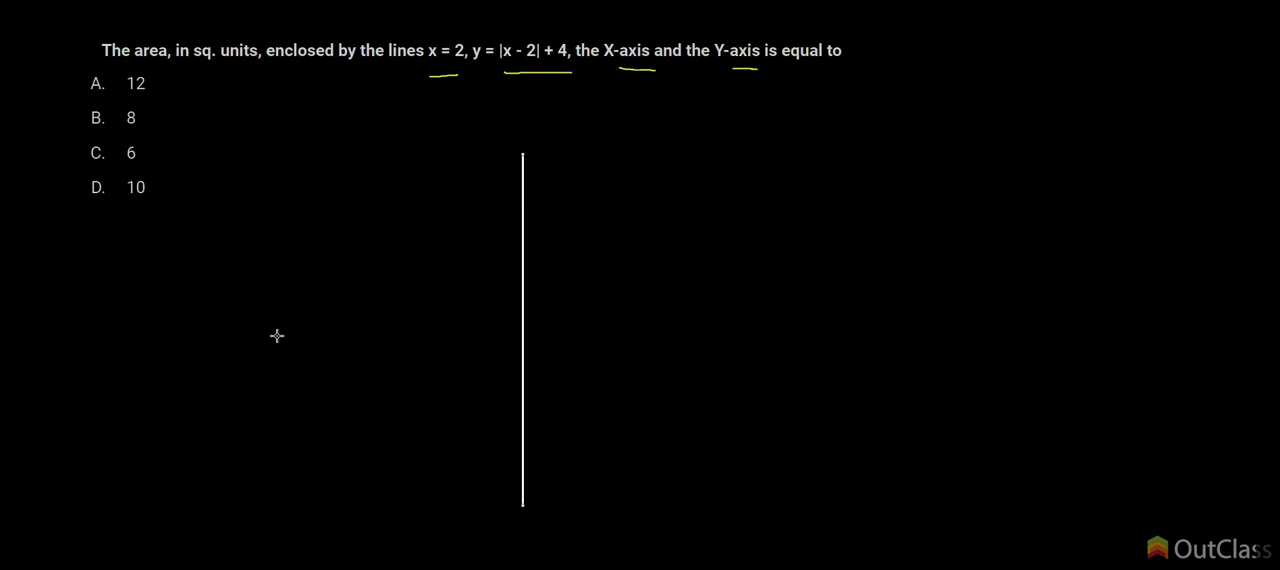 The area, in sq. units, enclosed by the lines x = 2, y = |x - 2| + 4, the X-axis and the Y-axis is equal to
A. 12
B. 8
C. 6
D. 10
OutClass